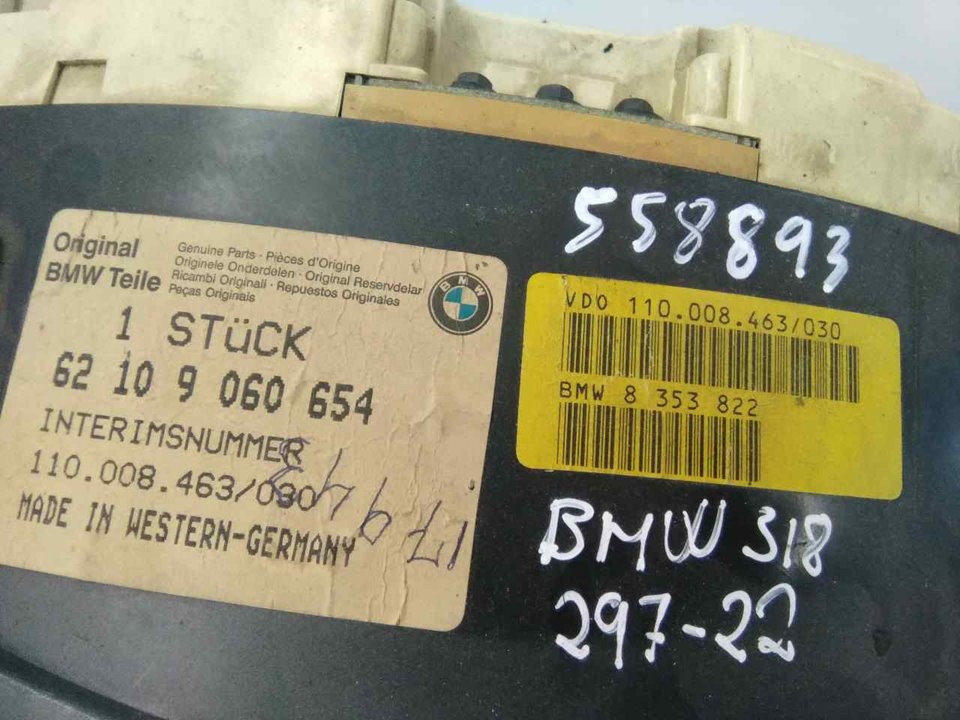 Original
BMW Teile
Genuine Parts · Pièces d'Origine
Originele Onderdelen · Original Reservdelar
Ricambi Originali · Repuestos Originales
Peças Originais
BMW
1 STüCK
62 10 9 060 654
INTERIMSNUMMER
110.008.463/030
MADE IN WESTERN-GERMANY
558893
VDO 110.008.463/030
BMW 8 353 822
BMW 318
297-22